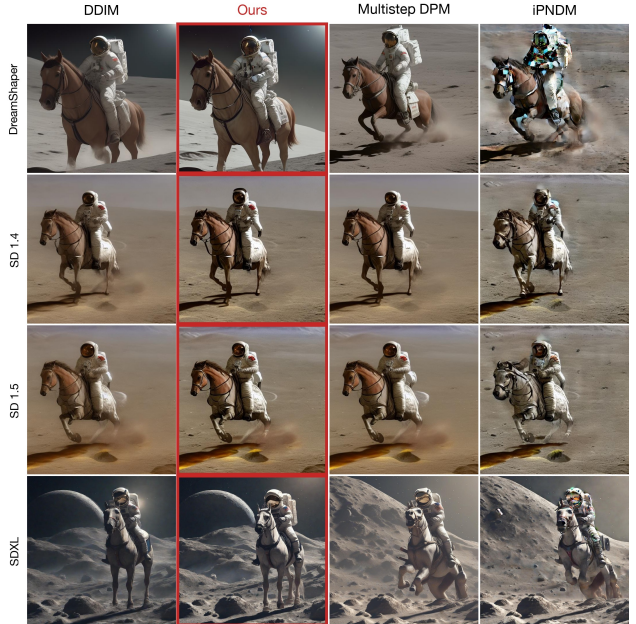 DDIM
Ours
Multistep DPM
iPNDM
DreamShaper
SD 1.4
SD 1.5
SDXL